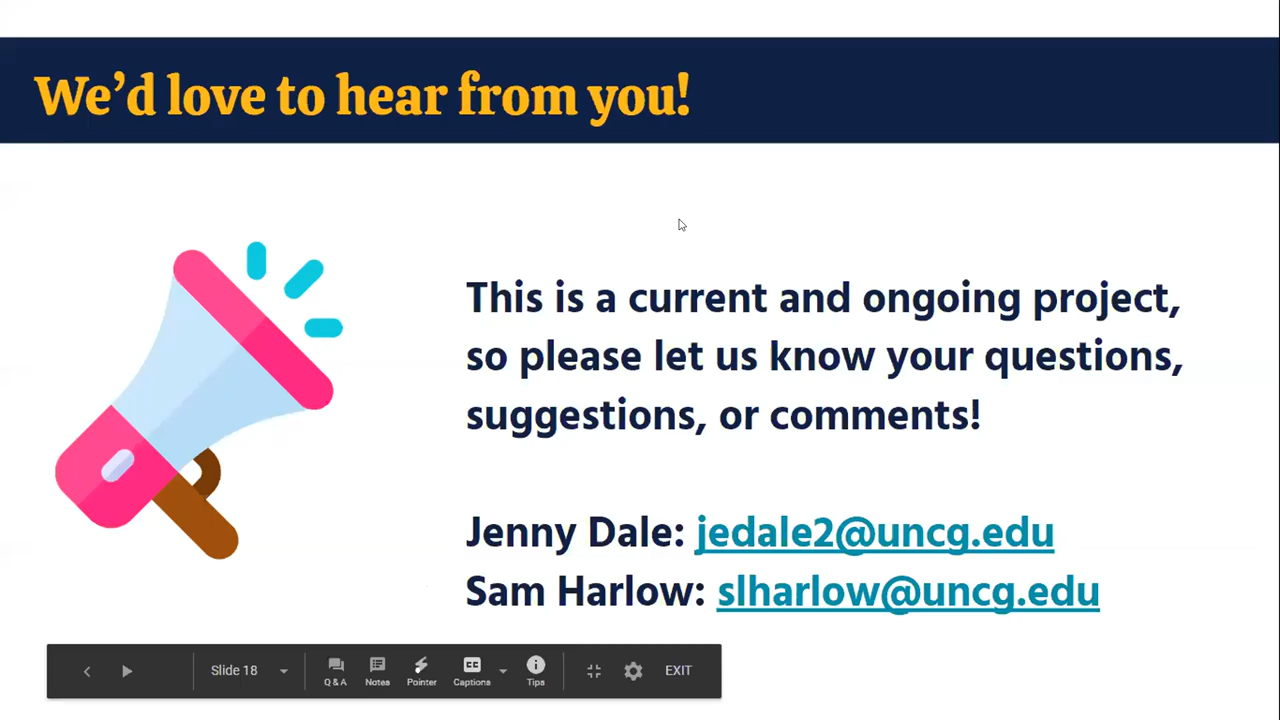 We’d love to hear from you!
This is a current and ongoing project,
so please let us know your questions,
suggestions, or comments!
Jenny Dale: jedale2@uncg.edu
Sam Harlow: slharlow@uncg.edu
Slide 18
Q & A
Notes
Pointer
CC
Captions
Tips
EXIT